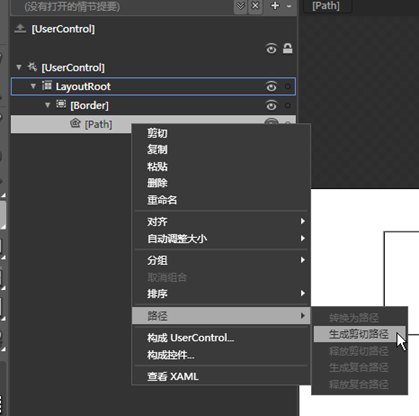 (没有打开的情节提要)
[Path]
[UserControl]
[UserControl]
LayoutRoot
[Border]
[Path]
剪切
复制
粘贴
删除
重命名
对齐
自动调整大小
分组
取消组合
排序
路径
构成 UserControl...
构成控件...
查看 XAML
转换为路径
生成剪切路径
释放剪切路径
生成复合路径
释放复合路径